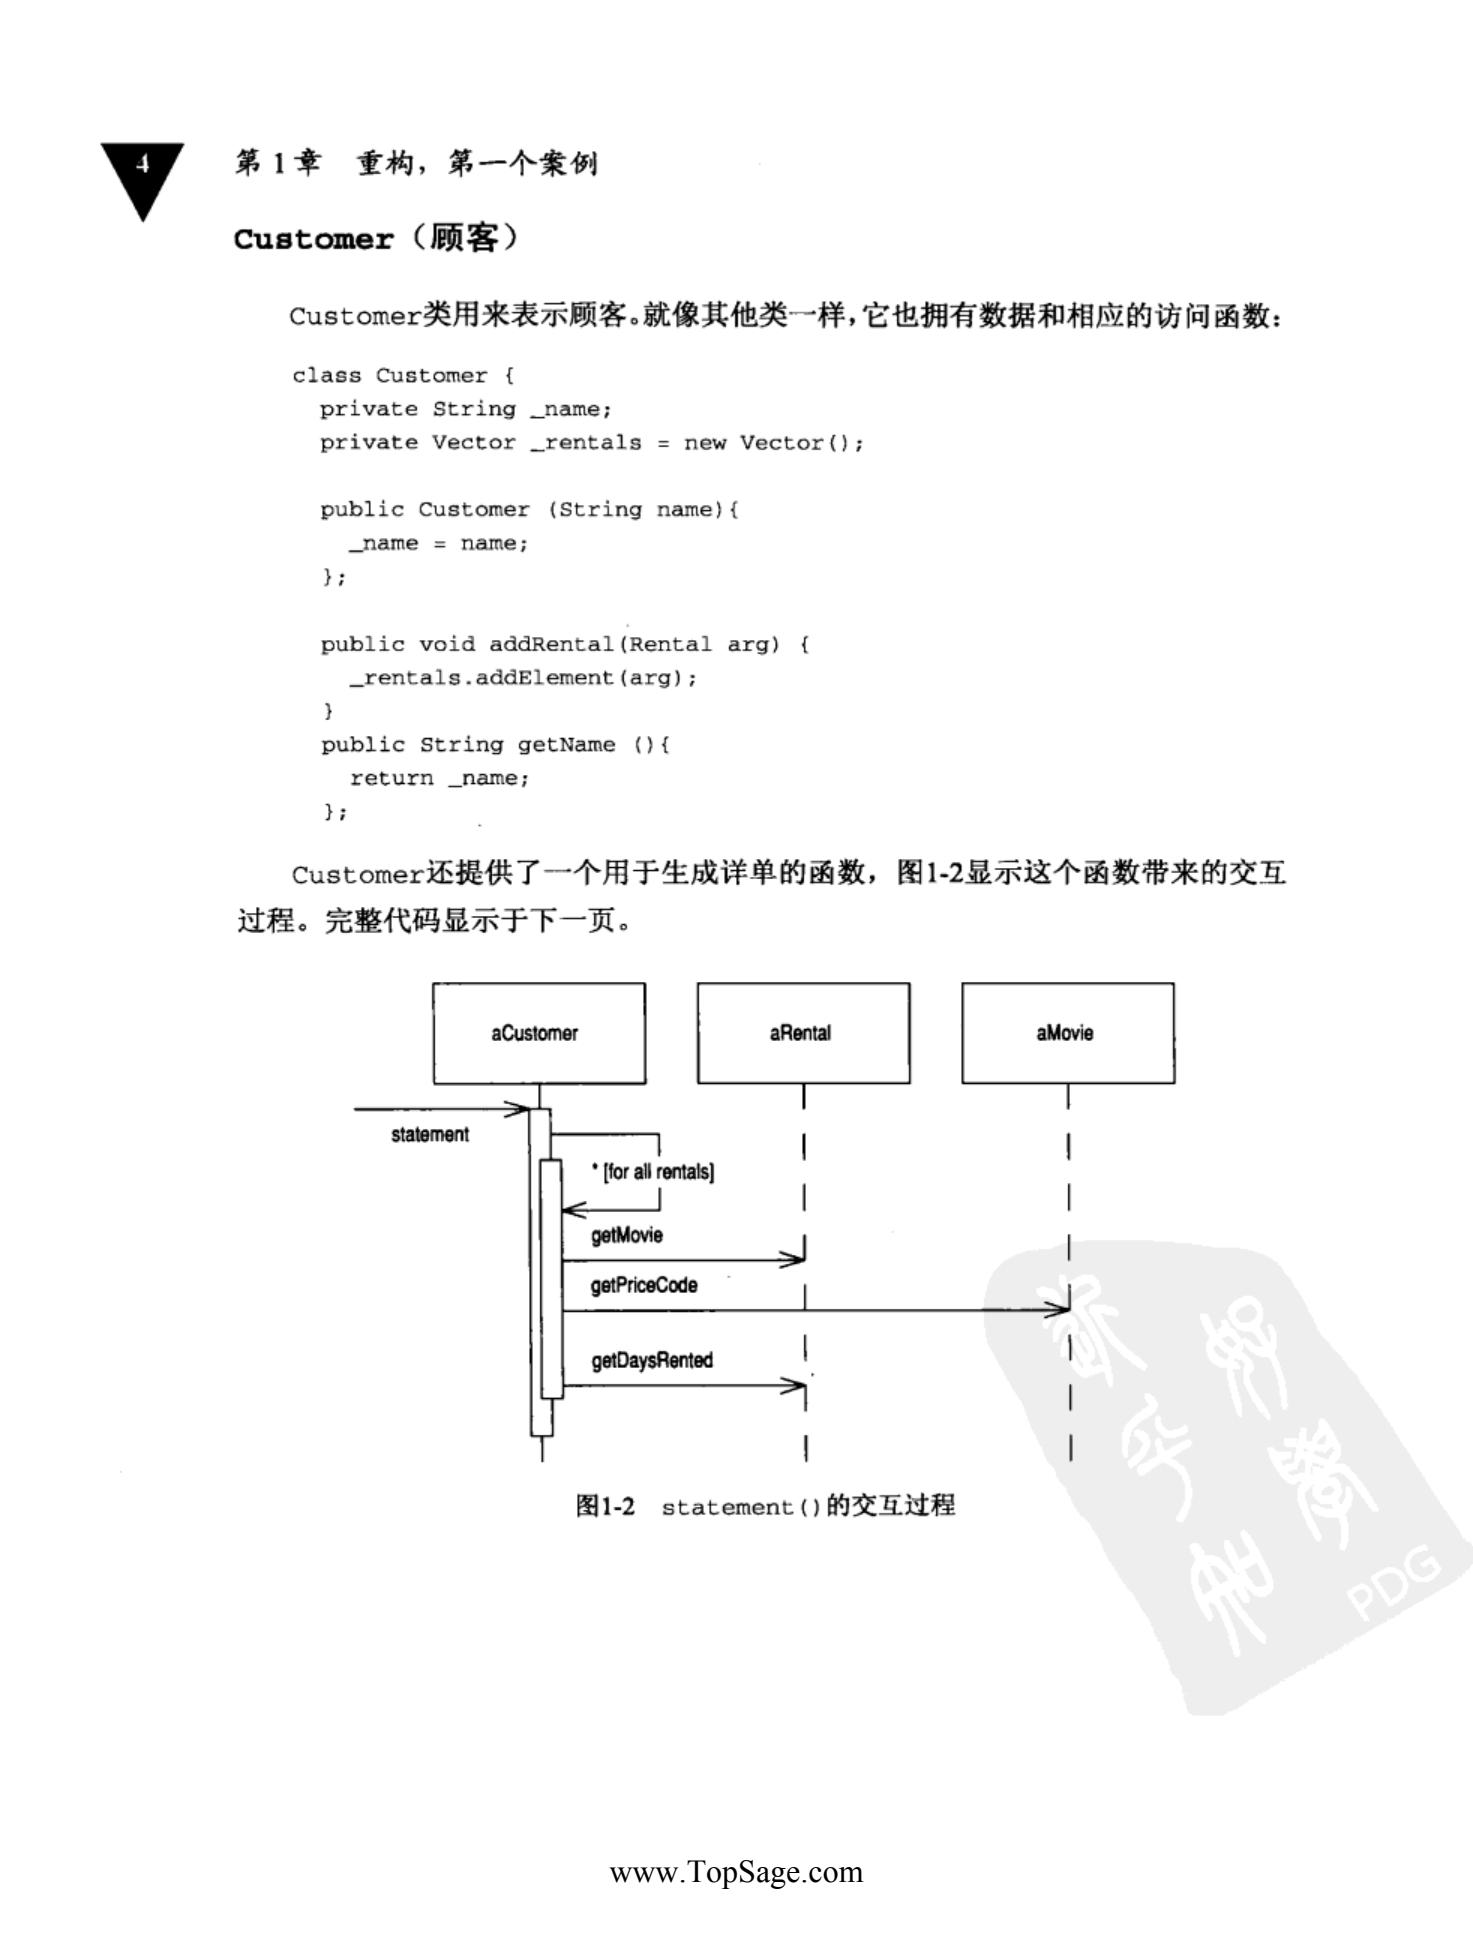 4
第1章 重构，第一个案例
Customer（顾客）
Customer类用来表示顾客。就像其他类一样，它也拥有数据和相应的访问函数：
class Customer {
private String _name;
private Vector _rentals = new Vector();
public Customer (String name){
_name = name;
};
public void addRental(Rental arg) {
_rentals.addElement(arg);
}
public String getName (){
return _name;
};
Customer还提供了一个用于生成详单的函数，图1-2显示这个函数带来的交互
过程。完整代码显示于下一页。
aCustomer aRental aMovie
statement
* [for all rentals]
getMovie
getPriceCode
getDaysRented
图1-2 statement()的交互过程
PDG
www.TopSage.com